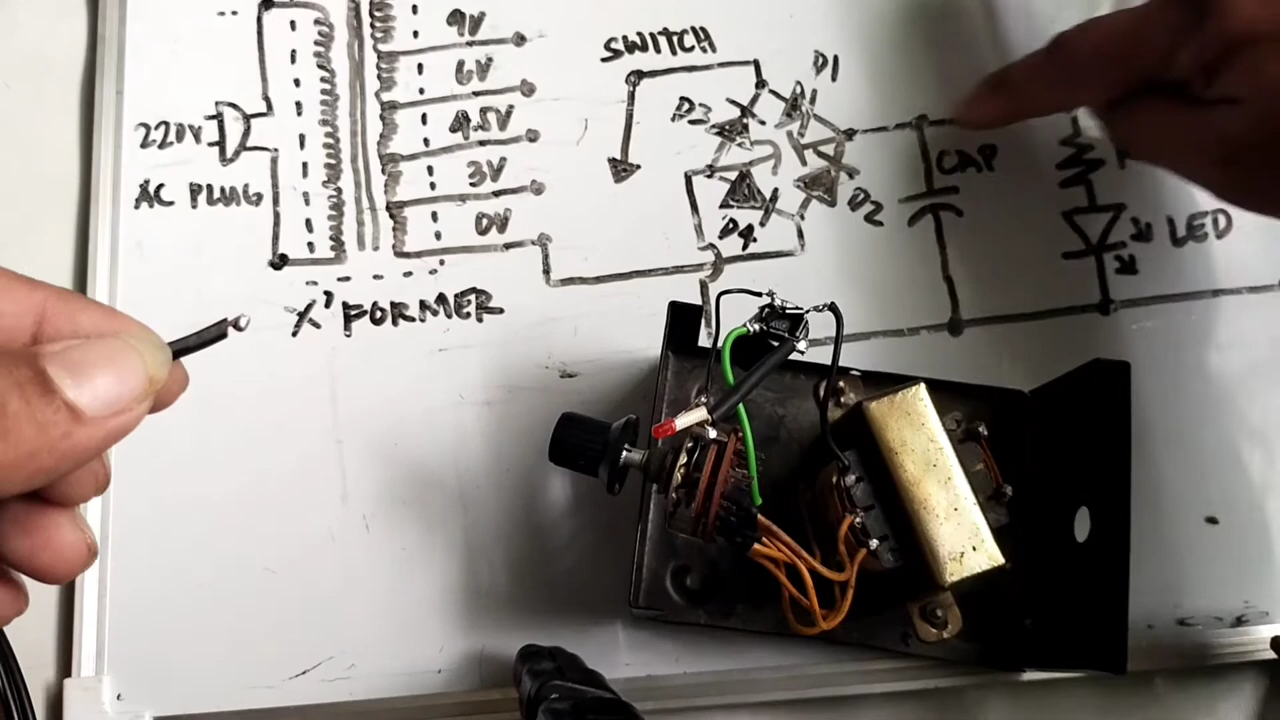 9V
SWITCH
D1
6V
D3
220V
4.5V
CAP
AC PLUG
3V
D2
0V
D4
LED
X'FORMER